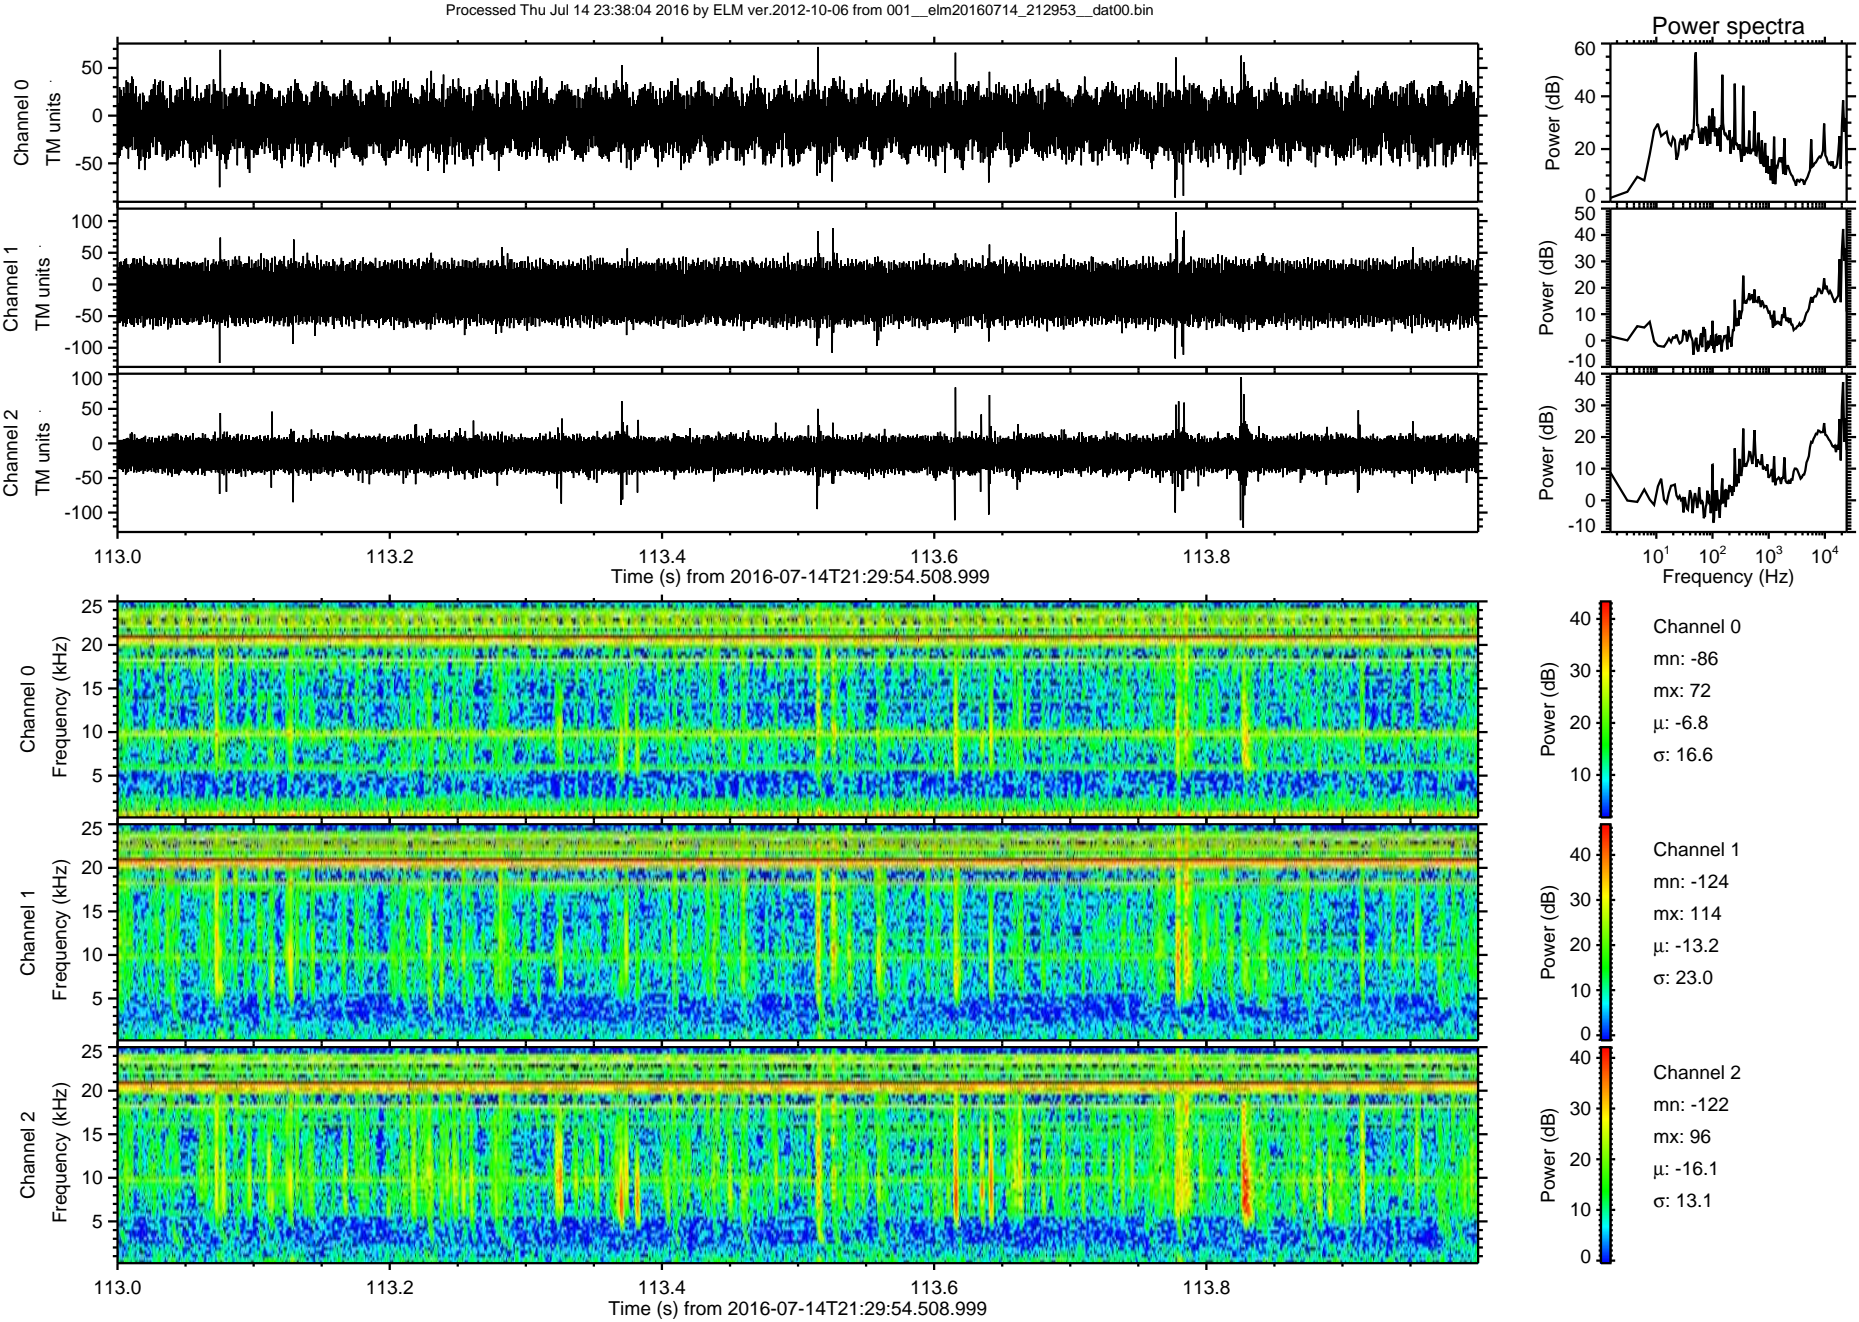 Processed Thu Jul 14 23:38:04 2016 by ELM ver.2012-10-06 from 001__elm20160714_212953__dat00.bin
Power spectra
Channel 0
TM units
50
0
-50
Power (dB)
60
40
20
0
Channel 1
TM units
100
50
0
-50
-100
Power (dB)
50
40
30
20
10
0
-10
Channel 2
TM units
100
50
0
-50
-100
Power (dB)
40
30
20
10
0
-10
113.0 113.2 113.4 113.6 113.8
Time (s) from 2016-07-14T21:29:54.508.999
10^1 10^2 10^3 10^4
Frequency (Hz)
Channel 0
Frequency (kHz)
25
20
15
10
5
Power (dB)
40
30
20
10
Channel 0
mn: -86
mx: 72
μ: -6.8
σ: 16.6
Channel 1
Frequency (kHz)
25
20
15
10
5
Power (dB)
40
30
20
10
0
Channel 1
mn: -124
mx: 114
μ: -13.2
σ: 23.0
Channel 2
Frequency (kHz)
25
20
15
10
5
Power (dB)
40
30
20
10
0
Channel 2
mn: -122
mx: 96
μ: -16.1
σ: 13.1
113.0 113.2 113.4 113.6 113.8
Time (s) from 2016-07-14T21:29:54.508.999